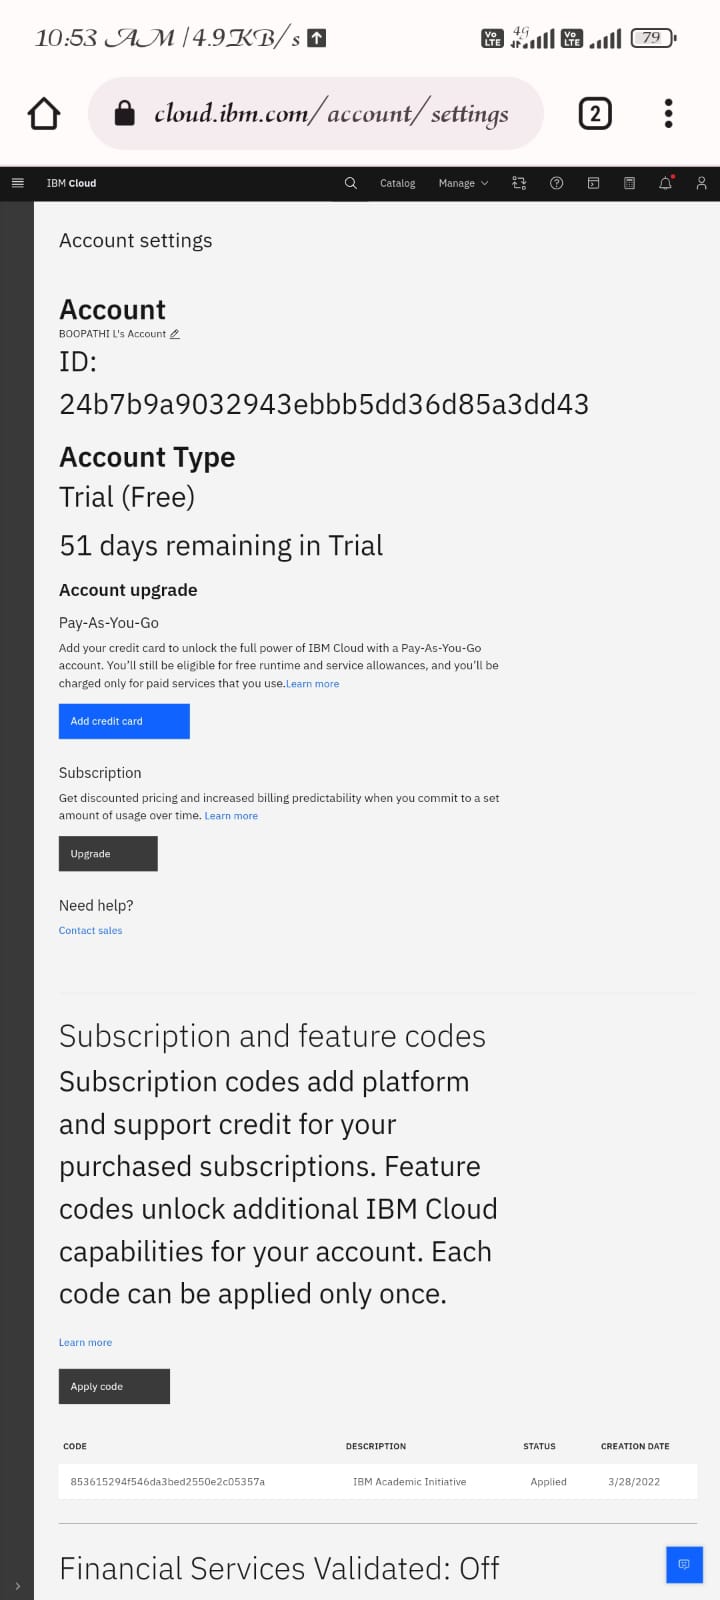 10:53 AM | 4.9KB/s
Vo LTE 4G Vo LTE 79
cloud.ibm.com/account/settings
2
IBM Cloud
Catalog Manage
Account settings
Account
BOOPATHI L's Account
ID:
24b7b9a9032943ebbb5dd36d85a3dd43
Account Type
Trial (Free)
51 days remaining in Trial
Account upgrade
Pay-As-You-Go
Add your credit card to unlock the full power of IBM Cloud with a Pay-As-You-Go
account. You’ll still be eligible for free runtime and service allowances, and you’ll be
charged only for paid services that you use.Learn more
Add credit card
Subscription
Get discounted pricing and increased billing predictability when you commit to a set
amount of usage over time. Learn more
Upgrade
Need help?
Contact sales
Subscription and feature codes
Subscription codes add platform
and support credit for your
purchased subscriptions. Feature
codes unlock additional IBM Cloud
capabilities for your account. Each
code can be applied only once.
Learn more
Apply code
CODE DESCRIPTION STATUS CREATION DATE
853615294f546da3bed2550e2c05357a IBM Academic Initiative Applied 3/28/2022
Financial Services Validated: Off